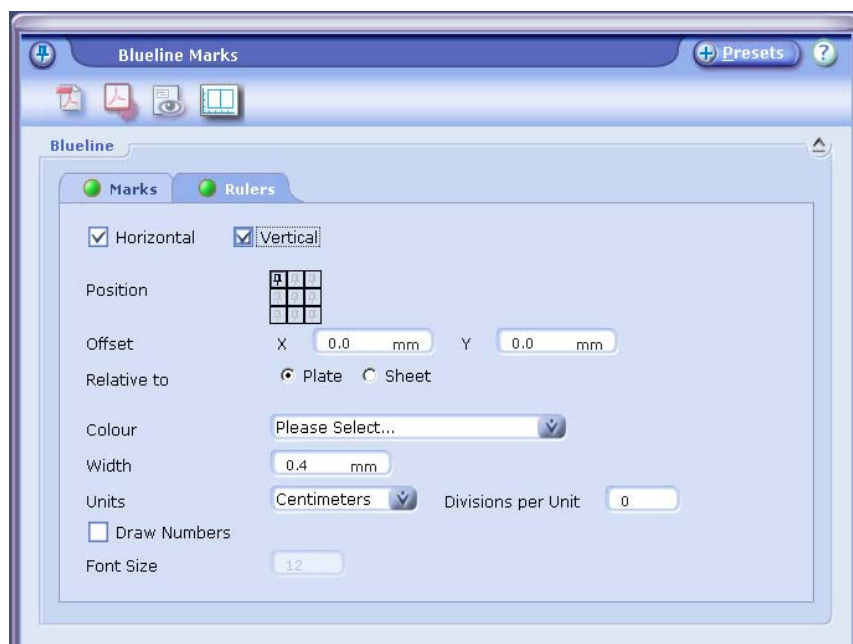 Blueline Marks Presets ?
Blueline
Marks Rulers
Horizontal Vertical
Position
Offset X 0.0 mm Y 0.0 mm
Relative to Plate Sheet
Colour Please Select...
Width 0.4 mm
Units Centimeters Divisions per Unit 0
Draw Numbers
Font Size 12